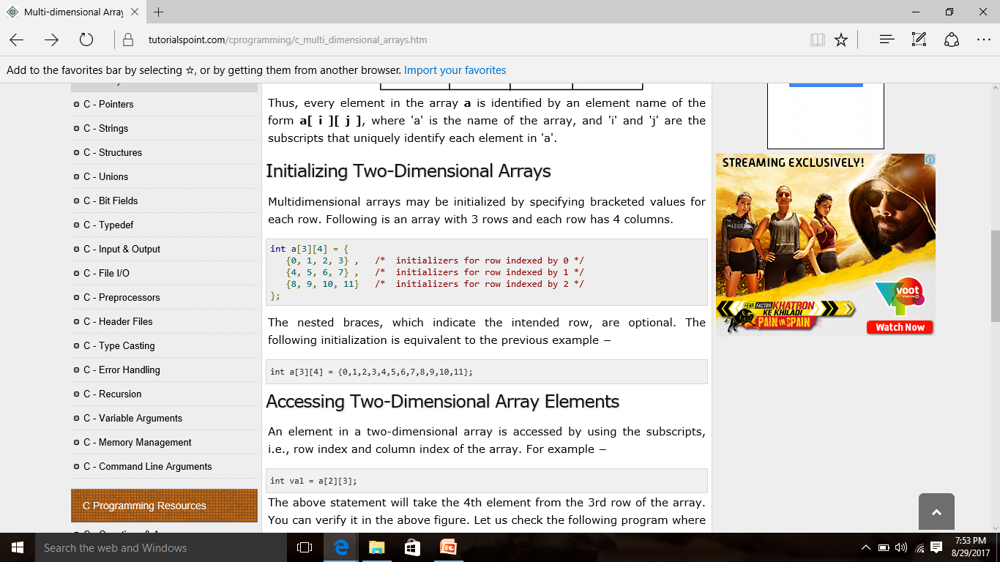 Multi-dimensional Array
tutorialspoint.com/cprogramming/c_multi_dimensional_arrays.htm
Add to the favorites bar by selecting ☆, or by getting them from another browser. Import your favorites
C - Pointers
C - Strings
C - Structures
C - Unions
C - Bit Fields
C - Typedef
C - Input & Output
C - File I/O
C - Preprocessors
C - Header Files
C - Type Casting
C - Error Handling
C - Recursion
C - Variable Arguments
C - Memory Management
C - Command Line Arguments
C Programming Resources
Thus, every element in the array a is identified by an element name of the
form a[ i ][ j ], where 'a' is the name of the array, and 'i' and 'j' are the
subscripts that uniquely identify each element in 'a'.
Initializing Two-Dimensional Arrays
Multidimensional arrays may be initialized by specifying bracketed values for
each row. Following is an array with 3 rows and each row has 4 columns.
int a[3][4] = {
{0, 1, 2, 3} , /* initializers for row indexed by 0 */
{4, 5, 6, 7} , /* initializers for row indexed by 1 */
{8, 9, 10, 11} /* initializers for row indexed by 2 */
};
The nested braces, which indicate the intended row, are optional. The
following initialization is equivalent to the previous example −
int a[3][4] = {0,1,2,3,4,5,6,7,8,9,10,11};
Accessing Two-Dimensional Array Elements
An element in a two-dimensional array is accessed by using the subscripts,
i.e., row index and column index of the array. For example −
int val = a[2][3];
The above statement will take the 4th element from the 3rd row of the array.
You can verify it in the above figure. Let us check the following program where
STREAMING EXCLUSIVELY!
FEAR FACTOR KHATRON
KE KHILADI
PAIN IN SPAIN
voot
Watch Now
Search the web and Windows
7:53 PM
8/29/2017